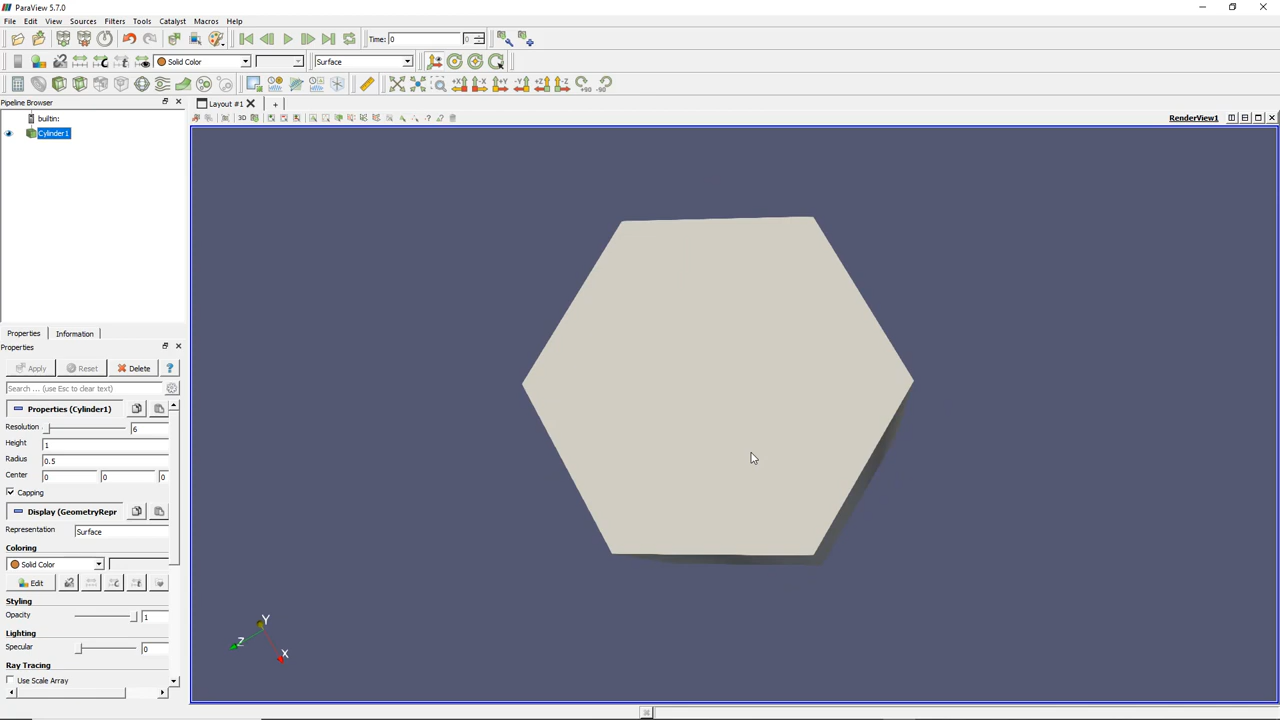 ParaView 5.7.0
File Edit View Sources Filters Tools Catalyst Macros Help
Time: 0 0
Solid Color Surface
+X -X +Y -Y +Z -Z +90 -90
Pipeline Browser
Layout #1 +
builtin:
3D RenderView1
Cylinder1
Properties Information
Properties
Apply Reset Delete ?
Search ... (use Esc to clear text)
Properties (Cylinder1)
Resolution 6
Height 1
Radius 0.5
Center 0 0 0
Capping
Display (GeometryRepr
Representation Surface
Coloring
Solid Color
Edit
Styling
Opacity 1
Lighting
Specular 0
Ray Tracing
Use Scale Array
Y
Z
X